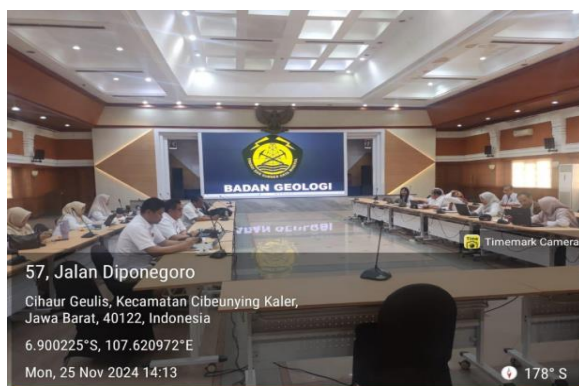 BADAN GEOLOGI
Timemark Camera
57, Jalan Diponegoro
Cihaur Geulis, Kecamatan Cibeunying Kaler,
Jawa Barat, 40122, Indonesia
6.900225°S, 107.620972°E
Mon, 25 Nov 2024 14:13
178° S